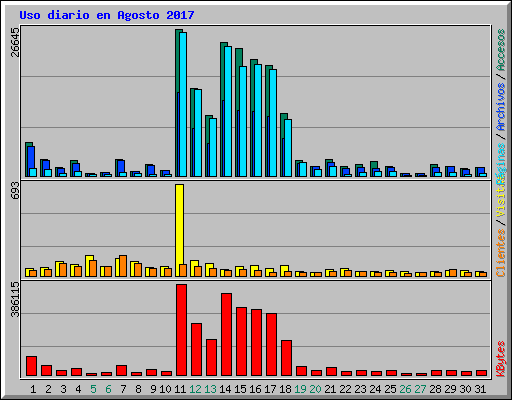 Uso diario en Agosto 2017
26645
693
386115
Accesos
/
Archivos
/
Páginas
Visitas
/
Clientes
KBytes
1 2 3 4 5 6 7 8 9 10 11 12 13 14 15 16 17 18 19 20 21 22 23 24 25 26 27 28 29 30 31